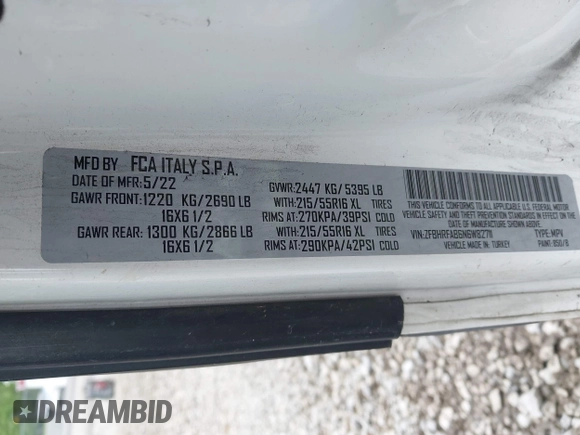 MFD BY FCA ITALY S.P.A.
DATE OF MFR: 5/22 GVWR: 2447 KG/ 5395 LB
GAWR FRONT: 1220 KG/2690 LB WITH: 215/55R16 XL TIRES
16X6 1/2 RIMS AT: 270KPA/39PSI COLD
GAWR REAR: 1300 KG/2866 LB WITH: 215/55R16 XL TIRES
16X6 1/2 RIMS AT: 290KPA/42PSI COLD
THIS VEHICLE CONFORMS TO ALL APPLICABLE FEDERAL MOTOR
VEHICLE SAFETY STANDARDS IN EFFECT ON THE
DATE OF MANUFACTURE SHOWN ABOVE.
TYPE: MPV
VEHICLE MADE IN: TURKEY
DREAMBID